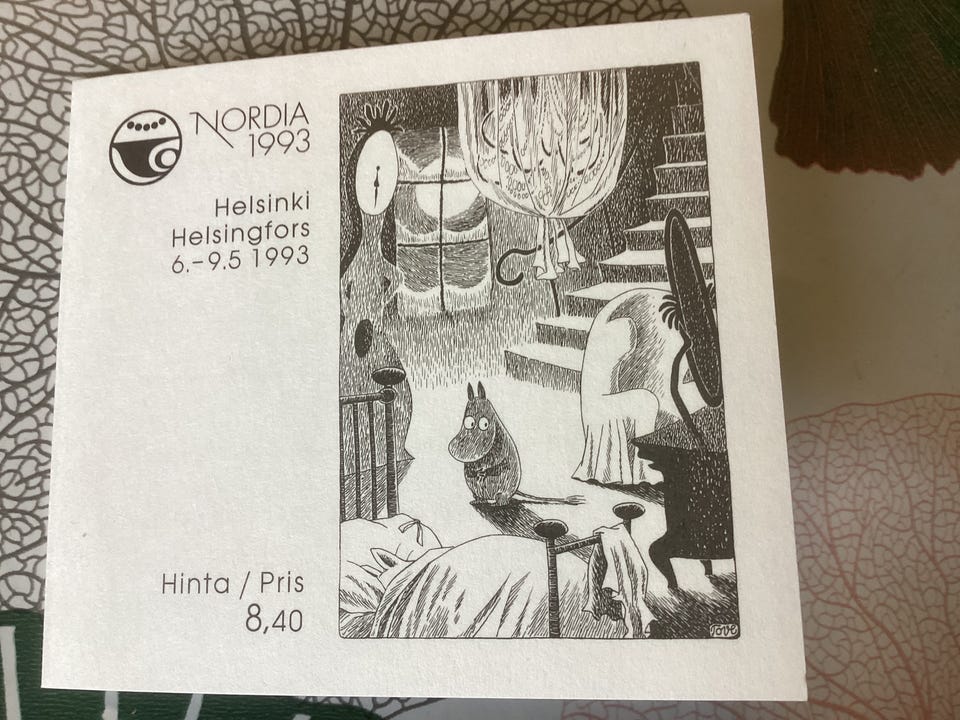 NORDIA
1993
Helsinki
Helsingfors
6.-9.5 1993
Hinta / Pris
8,40
Tove